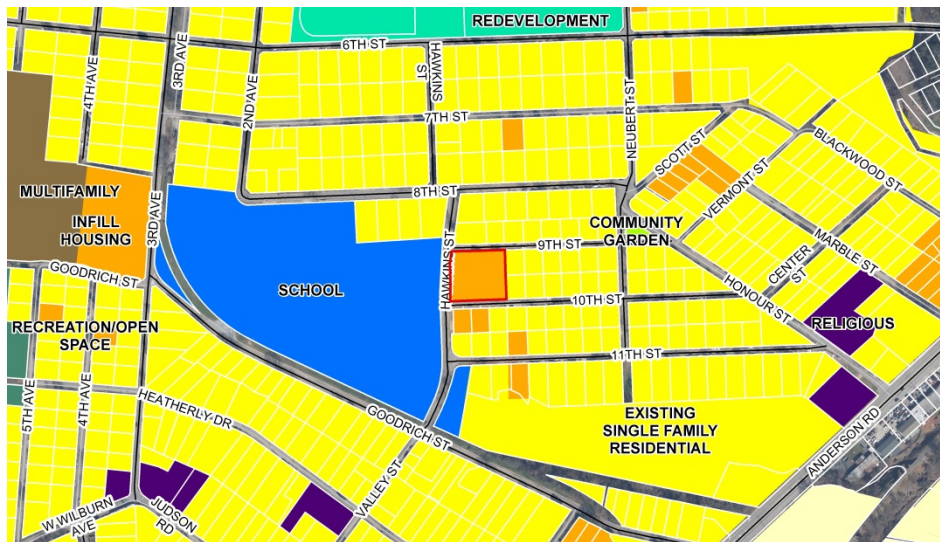 REDEVELOPMENT
6TH ST
4TH AVE
3RD AVE
2ND AVE
HAWKINS
ST
7TH ST
NEUBERT ST
SCOTT ST
BLACKWOOD ST
VERMONT ST
8TH ST
MULTIFAMILY
INFILL
HOUSING
3RD AVE
COMMUNITY
GARDEN
MARBLE ST
CENTER
ST
HAWKINS ST
9TH ST
GOODRICH ST
SCHOOL
10TH ST
HONOUR ST
RELIGIOUS
RECREATION/OPEN
SPACE
11TH ST
5TH AVE
4TH AVE
HEATHERLY DR
GOODRICH ST
EXISTING
SINGLE FAMILY
RESIDENTIAL
ANDERSON RD
VALLEY ST
W WILBURN
AVE
JUDSON
RD